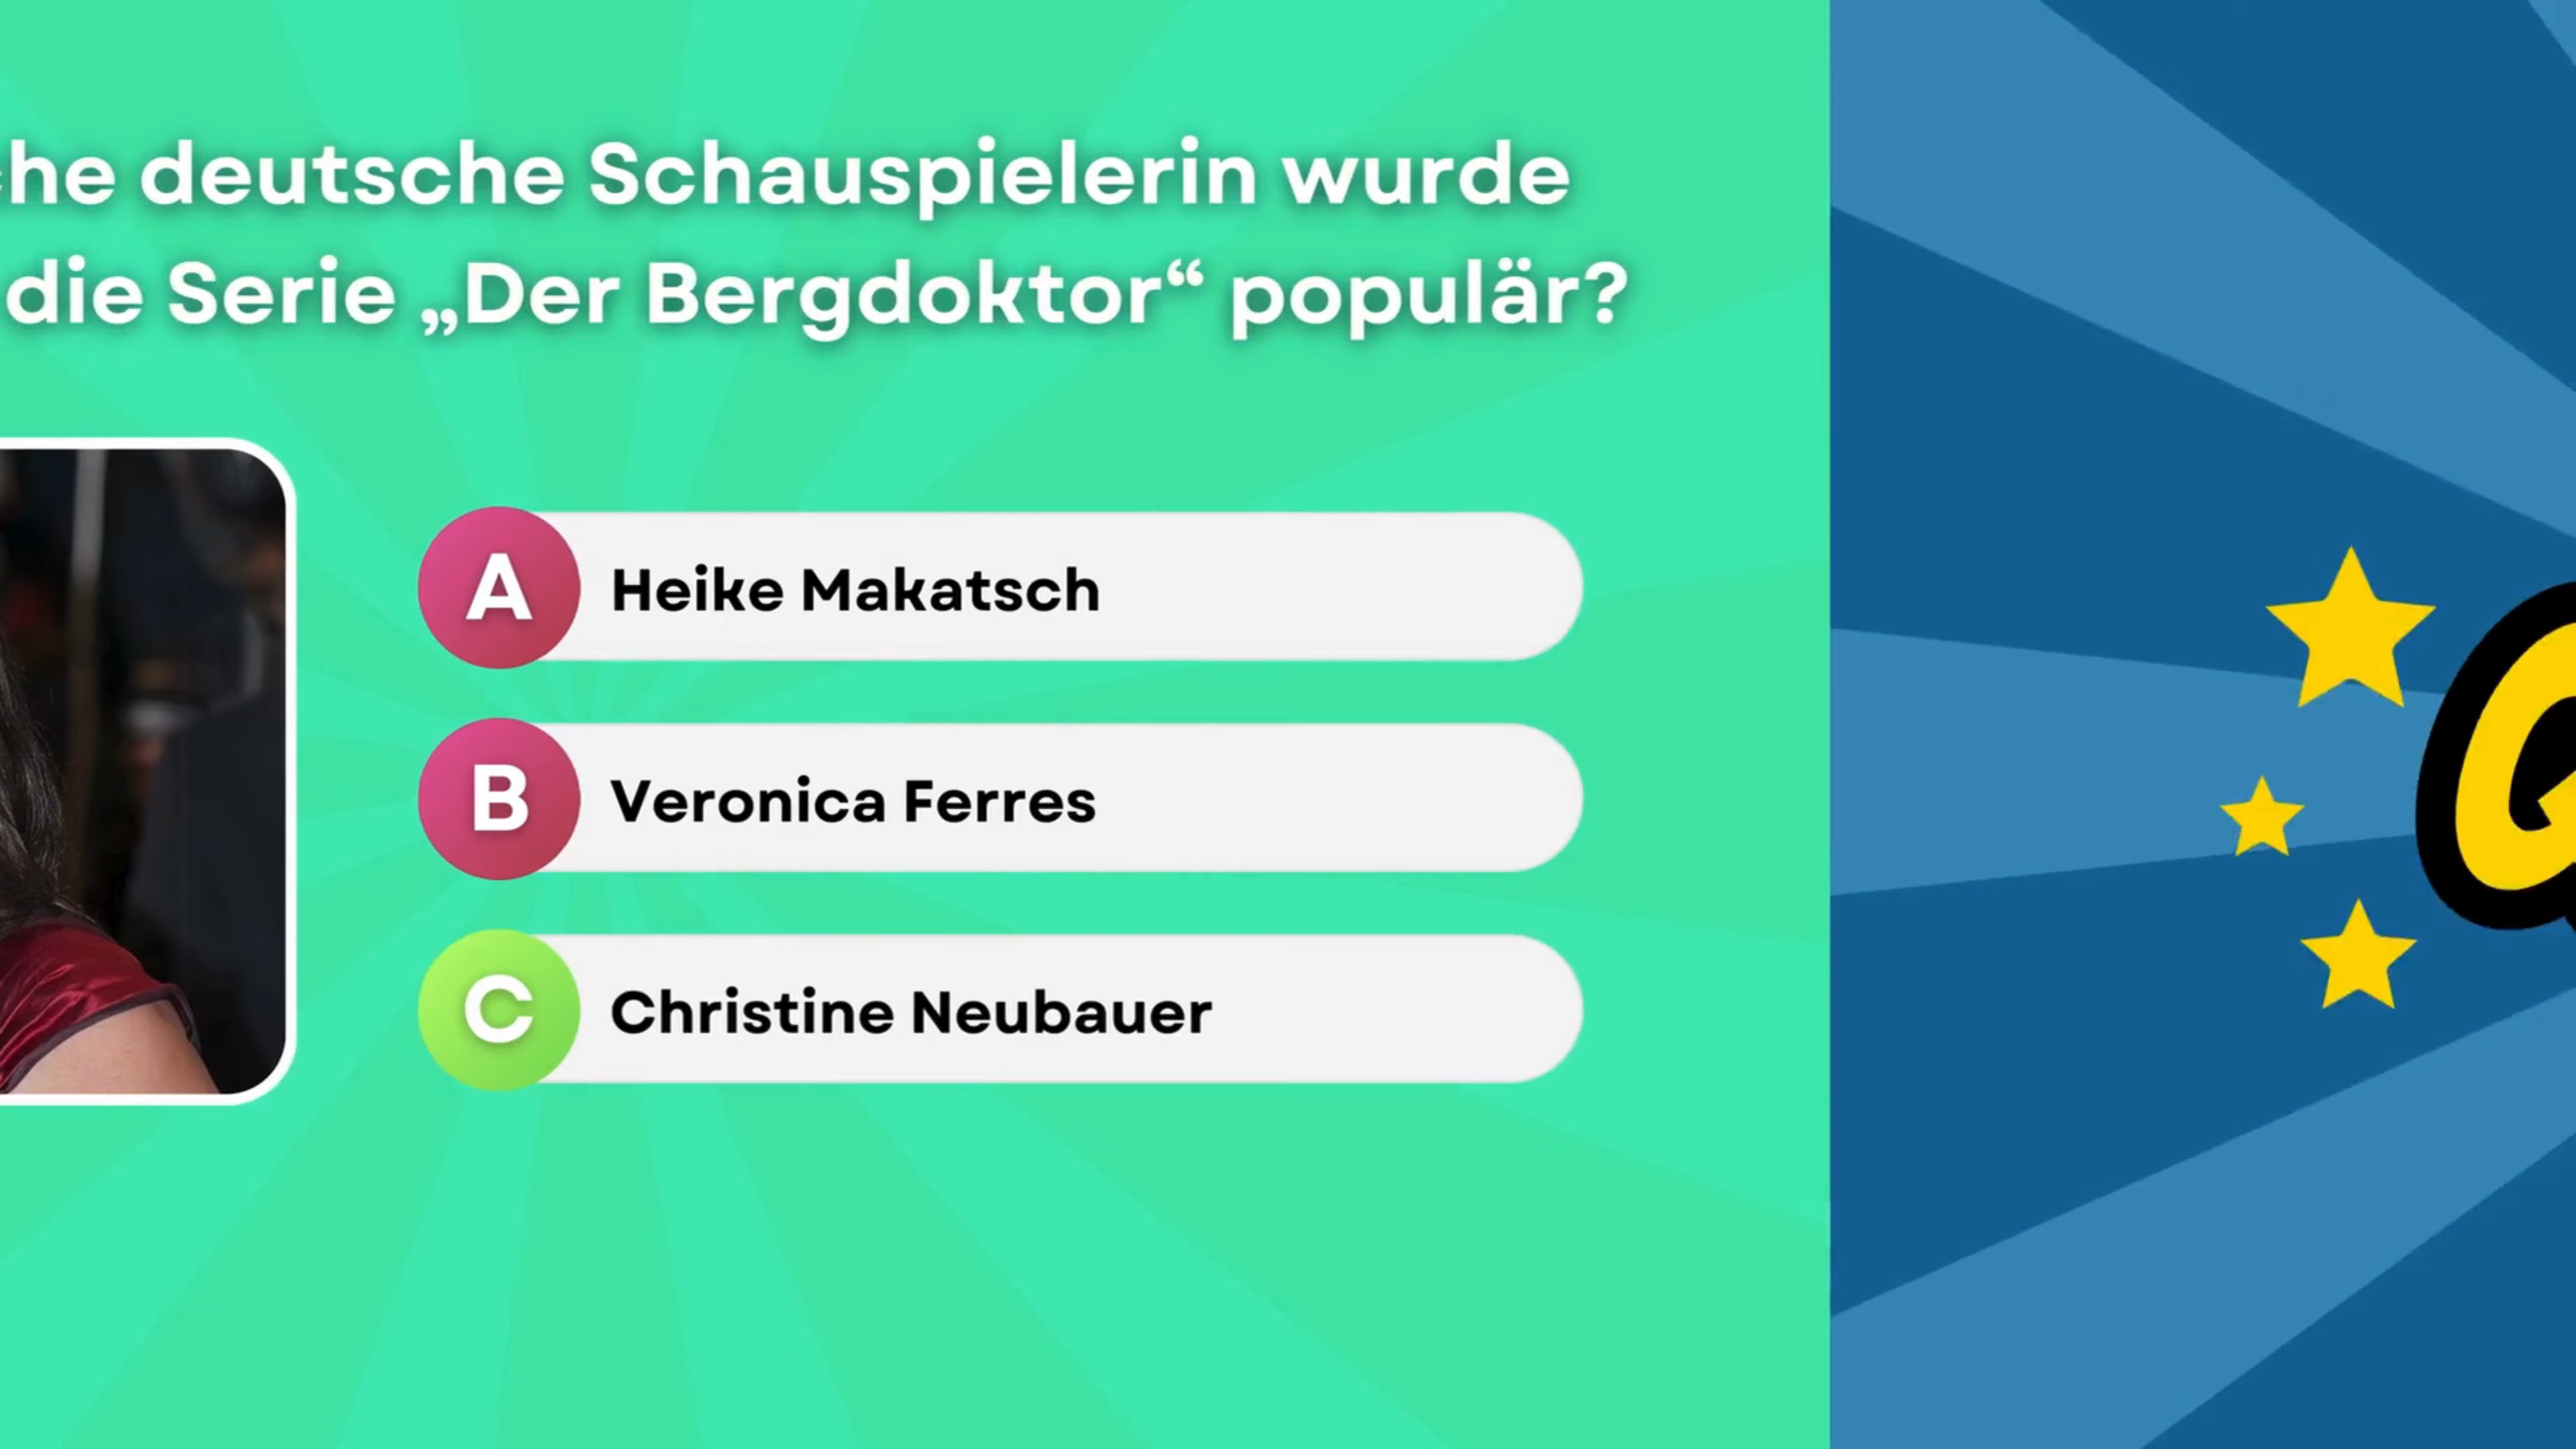 che deutsche Schauspielerin wurde
die Serie „Der Bergdoktor“ populär?
A Heike Makatsch
B Veronica Ferres
C Christine Neubauer
Q